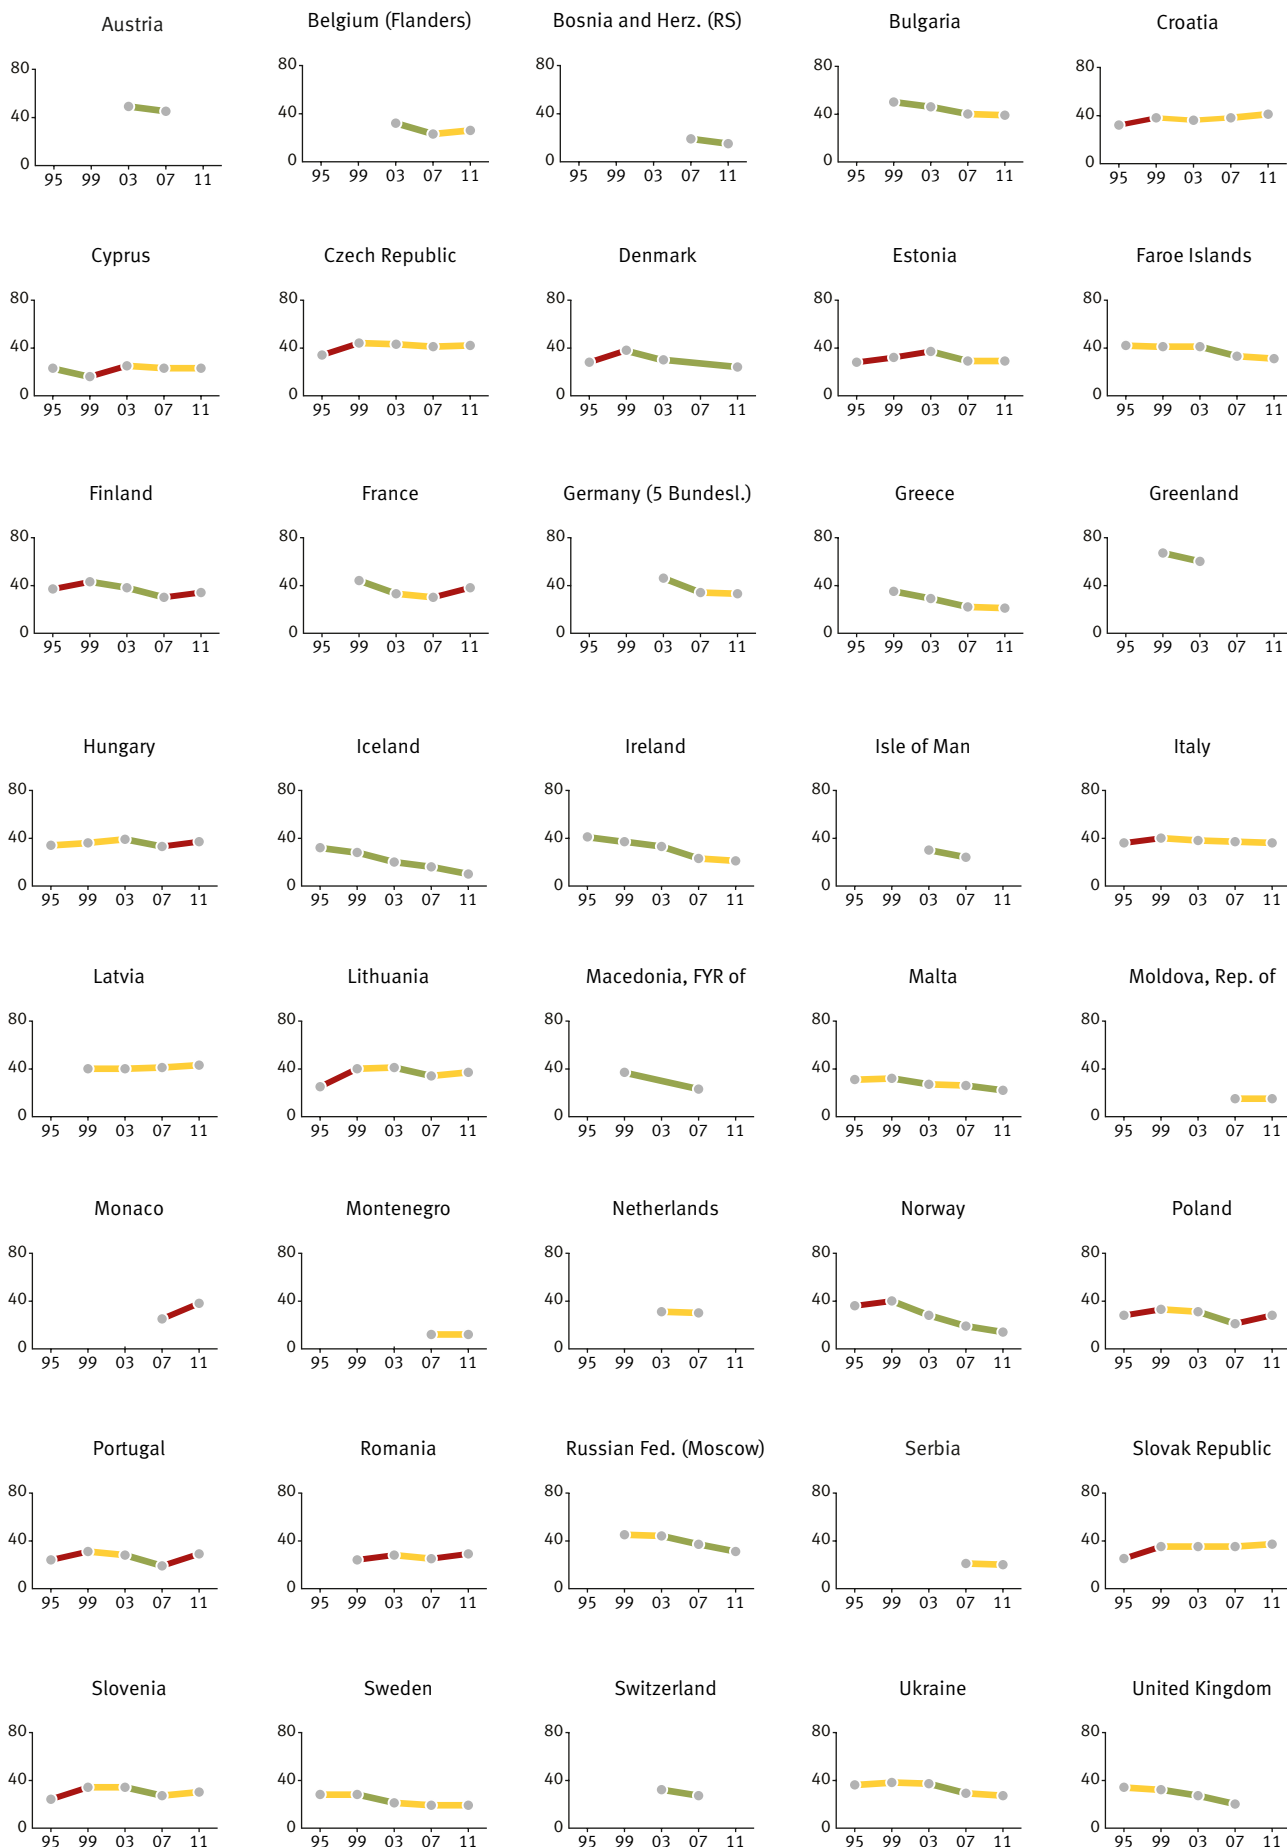 Austria
Belgium (Flanders)
Bosnia and Herz. (RS)
Bulgaria
Croatia
80
40
0
95 99 03 07 11
80
40
0
95 99 03 07 11
80
40
0
95 99 03 07 11
80
40
0
95 99 03 07 11
80
40
0
95 99 03 07 11
Cyprus
Czech Republic
Denmark
Estonia
Faroe Islands
80
40
0
95 99 03 07 11
80
40
0
95 99 03 07 11
80
40
0
95 99 03 07 11
80
40
0
95 99 03 07 11
80
40
0
95 99 03 07 11
Finland
France
Germany (5 Bundesl.)
Greece
Greenland
80
40
0
95 99 03 07 11
80
40
0
95 99 03 07 11
80
40
0
95 99 03 07 11
80
40
0
95 99 03 07 11
80
40
0
95 99 03 07 11
Hungary
Iceland
Ireland
Isle of Man
Italy
80
40
0
95 99 03 07 11
80
40
0
95 99 03 07 11
80
40
0
95 99 03 07 11
80
40
0
95 99 03 07 11
80
40
0
95 99 03 07 11
Latvia
Lithuania
Macedonia, FYR of
Malta
Moldova, Rep. of
80
40
0
95 99 03 07 11
80
40
0
95 99 03 07 11
80
40
0
95 99 03 07 11
80
40
0
95 99 03 07 11
80
40
0
95 99 03 07 11
Monaco
Montenegro
Netherlands
Norway
Poland
80
40
0
95 99 03 07 11
80
40
0
95 99 03 07 11
80
40
0
95 99 03 07 11
80
40
0
95 99 03 07 11
80
40
0
95 99 03 07 11
Portugal
Romania
Russian Fed. (Moscow)
Serbia
Slovak Republic
80
40
0
95 99 03 07 11
80
40
0
95 99 03 07 11
80
40
0
95 99 03 07 11
80
40
0
95 99 03 07 11
80
40
0
95 99 03 07 11
Slovenia
Sweden
Switzerland
Ukraine
United Kingdom
80
40
0
95 99 03 07 11
80
40
0
95 99 03 07 11
80
40
0
95 99 03 07 11
80
40
0
95 99 03 07 11
80
40
0
95 99 03 07 11